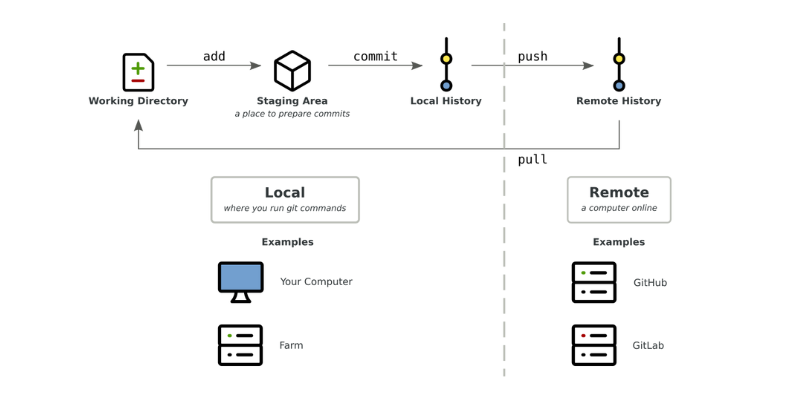 add
commit
push
Working Directory
Staging Area
a place to prepare commits
Local History
Remote History
pull
Local
where you run git commands
Remote
a computer online
Examples
Examples
Your Computer
GitHub
Farm
GitLab